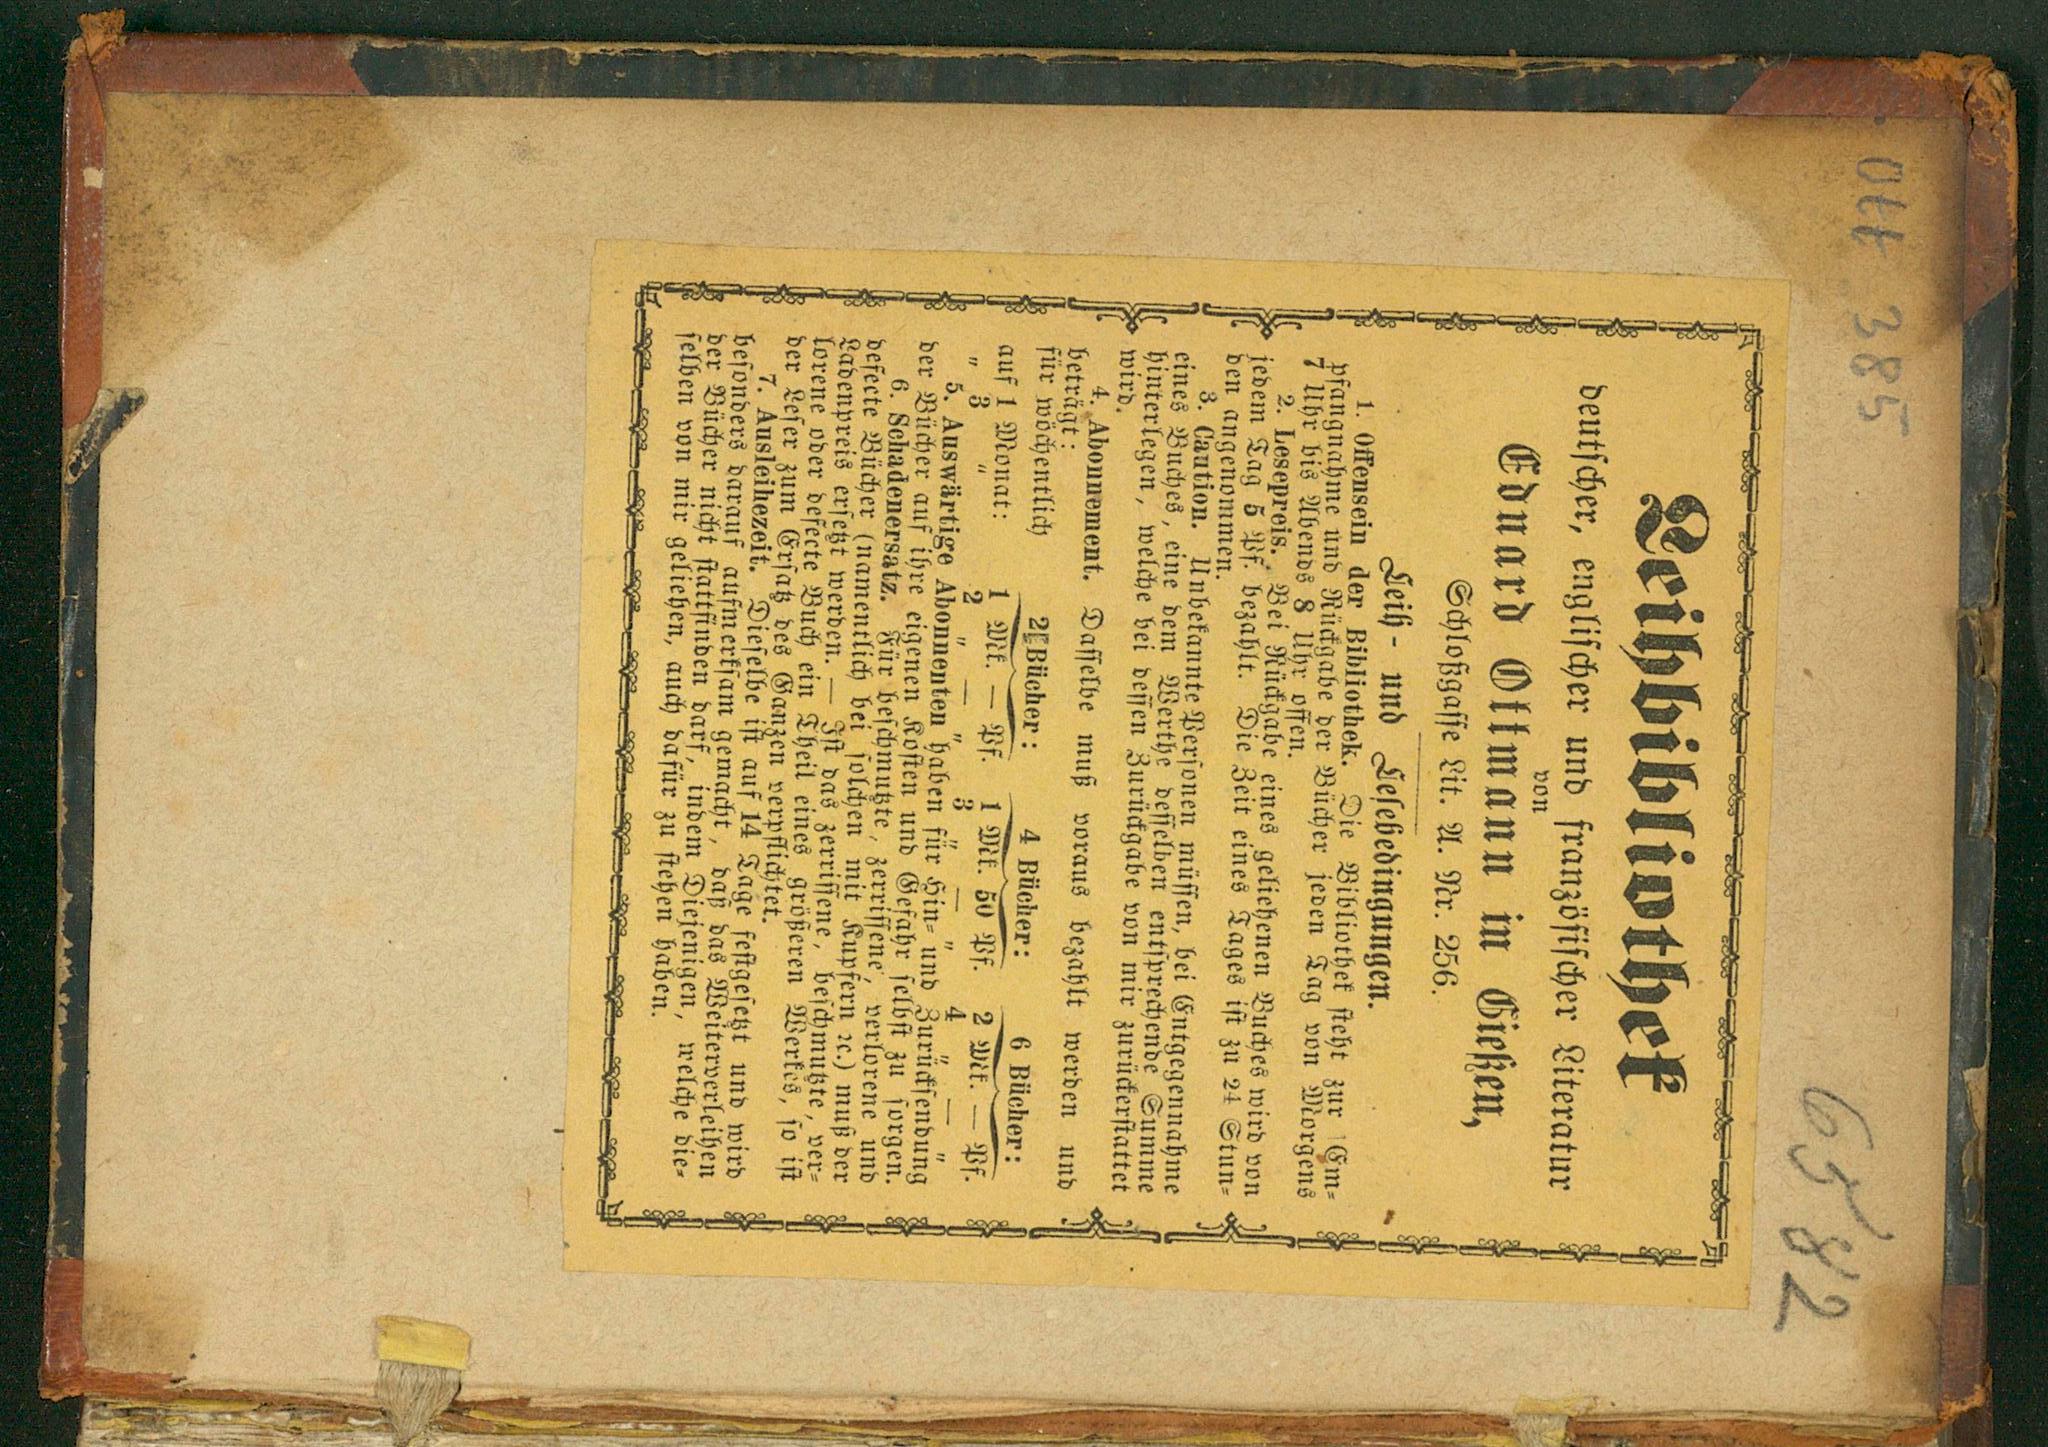 Ott 385
6582
Leihbibliothek
deutscher, englischer und französischer Literatur
von
Eduard Ottmann in Gießen,
Schloßgasse Lit. A. Nr. 256.
Leih- und Lesebedingungen.
1. Offensein der Bibliothek. Die Bibliothek steht zur Em-
pfangnahme und Rückgabe der Bücher jeden Tag von Morgens
7 Uhr bis Abends 8 Uhr offen.
2. Lesepreis. Bei Rückgabe eines geliehenen Buches wird von
jedem Tag 5 Pf. bezahlt. Die Zeit eines Tages ist zu 24 Stun-
den angenommen.
3. Caution. Unbekannte Personen müssen, bei Entgegennahme
eines Buches, eine dem Werthe desselben entsprechende Summe
hinterlegen, welche bei dessen Zurückgabe von mir zurückerstattet
wird.
4. Abonnement. Dasselbe muß voraus bezahlt werden und
beträgt:
für wöchentlich 2 Bücher: 4 Bücher: 6 Bücher:
auf 1 Monat: 1 Mk. — Pf. 1 Mk. 50 Pf. 2 Mk. — Pf.
" 3 " 2 " — " 3 " — " 4 " — "
5. Auswärtige Abonnenten haben für Hin- und Zurücksendung
der Bücher auf ihre eigenen Kosten und Gefahr selbst zu sorgen.
6. Schadenersatz. Für beschmutzte, zerrissene, verlorene und
defecte Bücher (namentlich bei solchen mit Kupfern ꝛc.) muß der
Ladenpreis ersetzt werden. — Ist das zerrissene, beschmutzte, ver-
lorene oder defecte Buch ein Theil eines größeren Werkes, so ist
der Leser zum Ersatz des Ganzen verpflichtet.
7. Ausleihezeit. Dieselbe ist auf 14 Tage festgesetzt und wird
besonders darauf aufmerksam gemacht, daß das Weiterverleihen
der Bücher nicht stattfinden darf, indem Diejenigen, welche die-
selben von mir geliehen, auch dafür zu stehen haben.